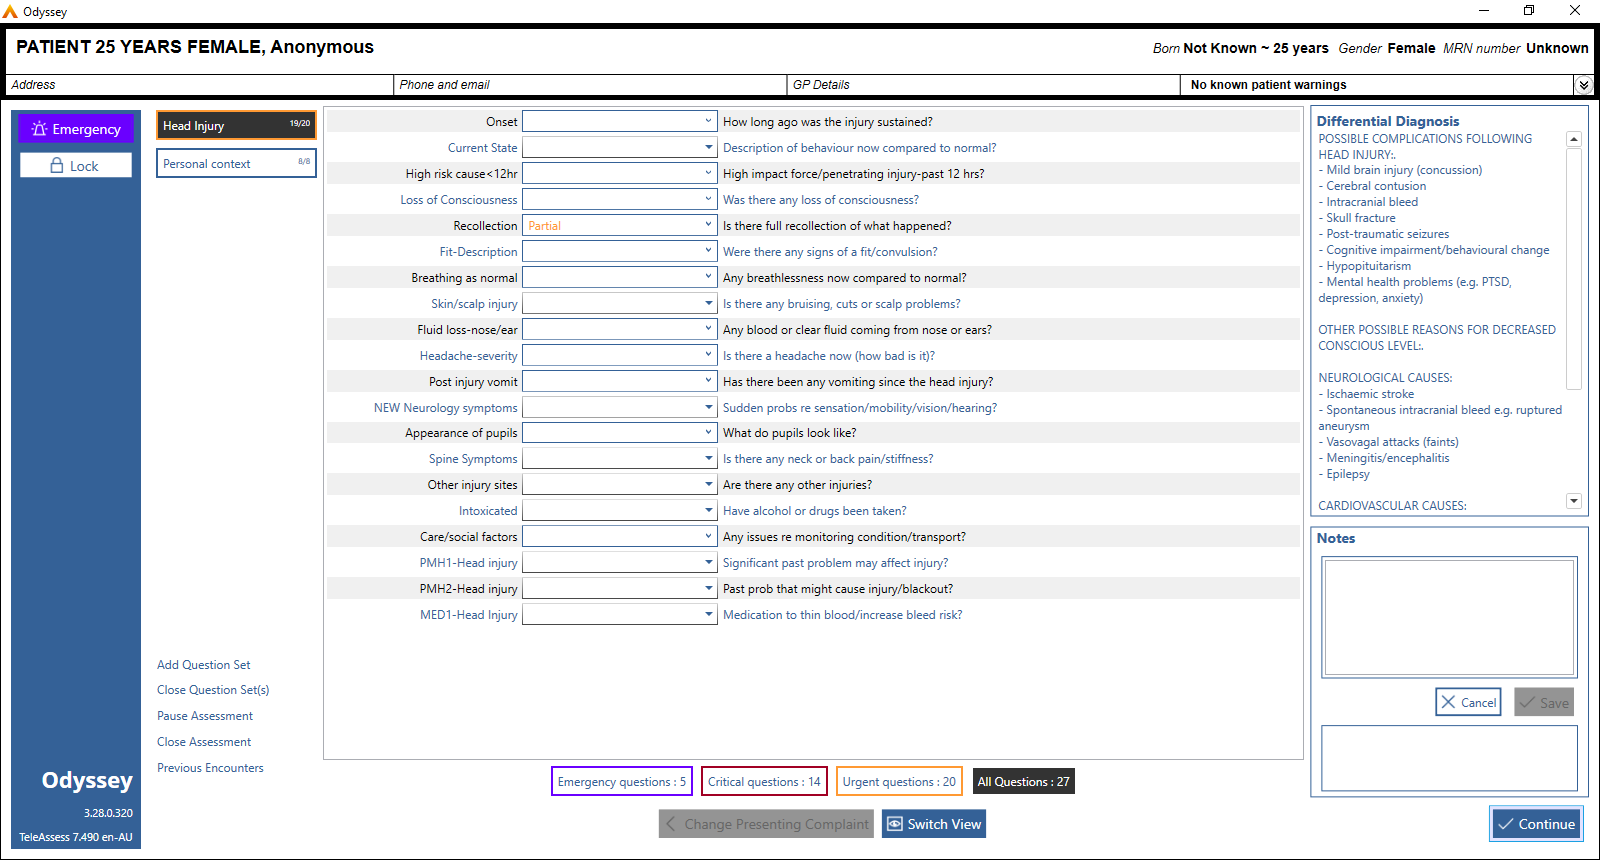 Odyssey
PATIENT 25 YEARS FEMALE, Anonymous
Born Not Known ~ 25 years Gender Female MRN number Unknown
Address
Phone and email
GP Details
No known patient warnings
Emergency
Lock
Head Injury 19/20
Personal context 8/8
Onset How long ago was the injury sustained?
Current State Description of behaviour now compared to normal?
High risk cause<12hr High impact force/penetrating injury-past 12 hrs?
Loss of Consciousness Was there any loss of consciousness?
Recollection Partial Is there full recollection of what happened?
Fit-Description Were there any signs of a fit/convulsion?
Breathing as normal Any breathlessness now compared to normal?
Skin/scalp injury Is there any bruising, cuts or scalp problems?
Fluid loss-nose/ear Any blood or clear fluid coming from nose or ears?
Headache-severity Is there a headache now (how bad is it)?
Post injury vomit Has there been any vomiting since the head injury?
NEW Neurology symptoms Sudden probs re sensation/mobility/vision/hearing?
Appearance of pupils What do pupils look like?
Spine Symptoms Is there any neck or back pain/stiffness?
Other injury sites Are there any other injuries?
Intoxicated Have alcohol or drugs been taken?
Care/social factors Any issues re monitoring condition/transport?
PMH1-Head injury Significant past problem may affect injury?
PMH2-Head injury Past prob that might cause injury/blackout?
MED1-Head Injury Medication to thin blood/increase bleed risk?
Differential Diagnosis
POSSIBLE COMPLICATIONS FOLLOWING
HEAD INJURY:.
- Mild brain injury (concussion)
- Cerebral contusion
- Intracranial bleed
- Skull fracture
- Post-traumatic seizures
- Cognitive impairment/behavioural change
- Hypopituitarism
- Mental health problems (e.g. PTSD,
depression, anxiety)
OTHER POSSIBLE REASONS FOR DECREASED
CONSCIOUS LEVEL:.
NEUROLOGICAL CAUSES:
- Ischaemic stroke
- Spontaneous intracranial bleed e.g. ruptured
aneurysm
- Vasovagal attacks (faints)
- Meningitis/encephalitis
- Epilepsy
CARDIOVASCULAR CAUSES:
Notes
Cancel
Save
Add Question Set
Close Question Set(s)
Pause Assessment
Close Assessment
Previous Encounters
Odyssey
3.28.0.320
TeleAssess 7.490 en-AU
Emergency questions : 5
Critical questions : 14
Urgent questions : 20
All Questions : 27
Change Presenting Complaint
Switch View
Continue